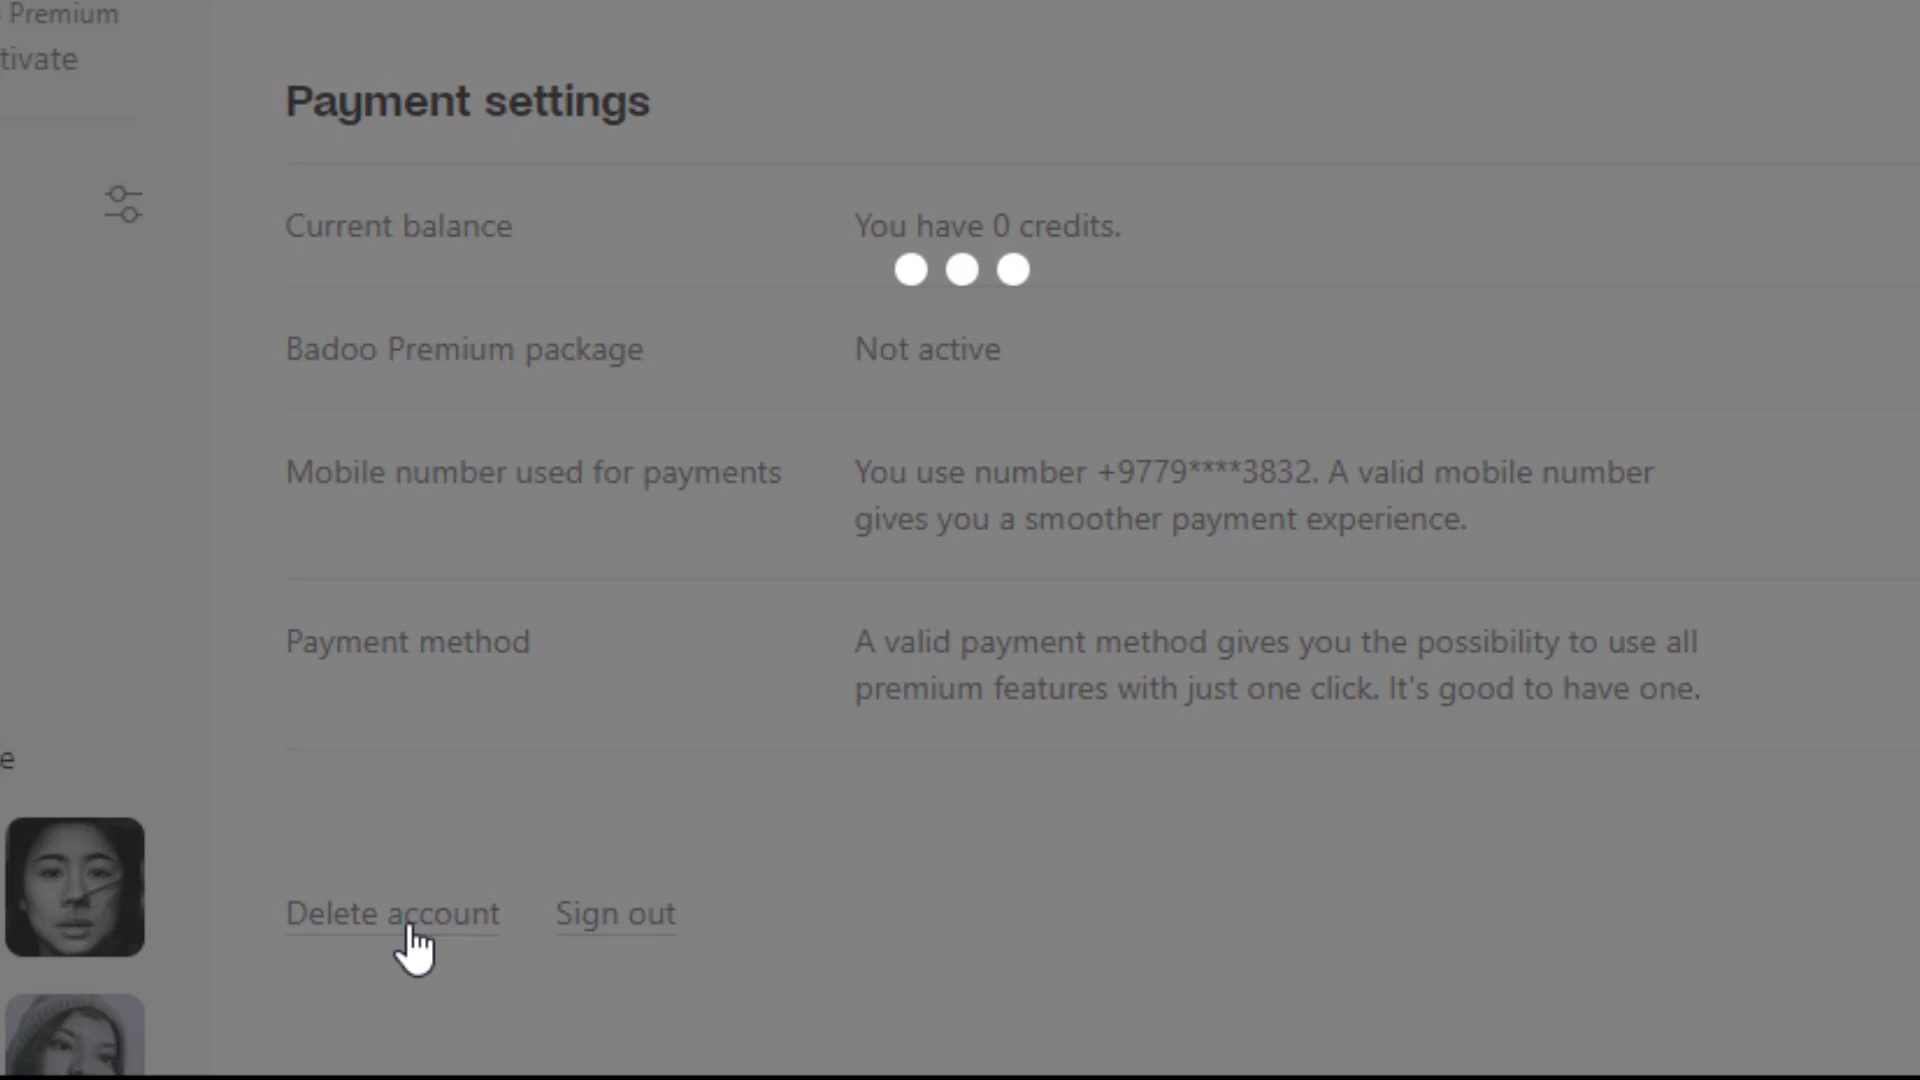 Premium
tivate
Payment settings
Current balance
You have 0 credits.
Badoo Premium package
Not active
Mobile number used for payments
You use number +9779****3832. A valid mobile number
gives you a smoother payment experience.
Payment method
A valid payment method gives you the possibility to use all
premium features with just one click. It's good to have one.
e
Delete account
Sign out